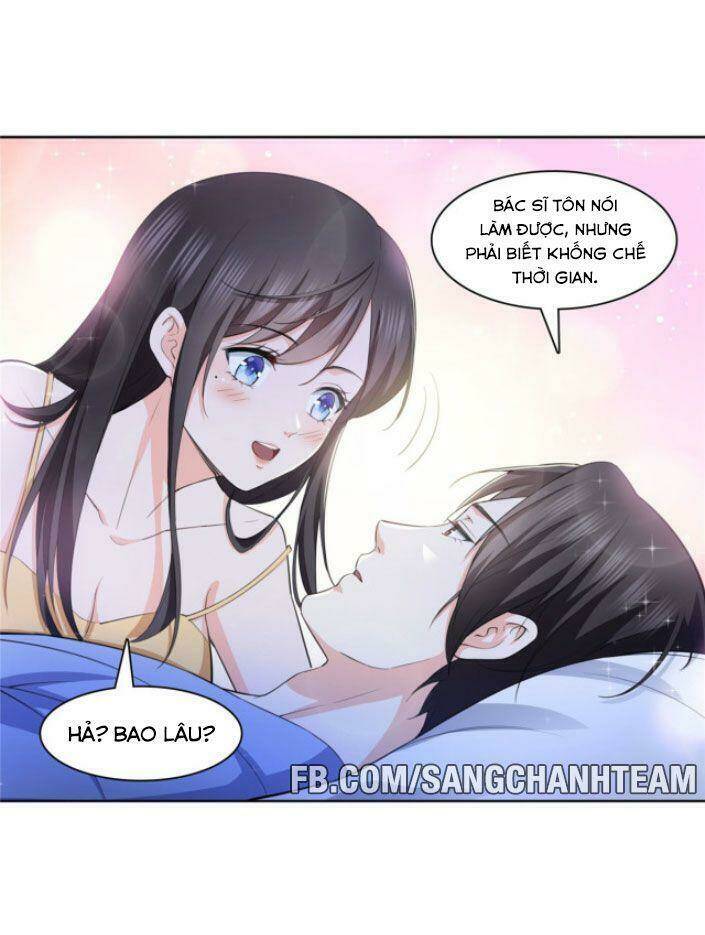 BÁC SĨ TÔN NÓI
LÀM ĐƯỢC, NHƯNG
PHẢI BIẾT KHỐNG CHẾ
THỜI GIAN.
HẢ? BAO LÂU?
FB.COM/SANGCHANHTEAM